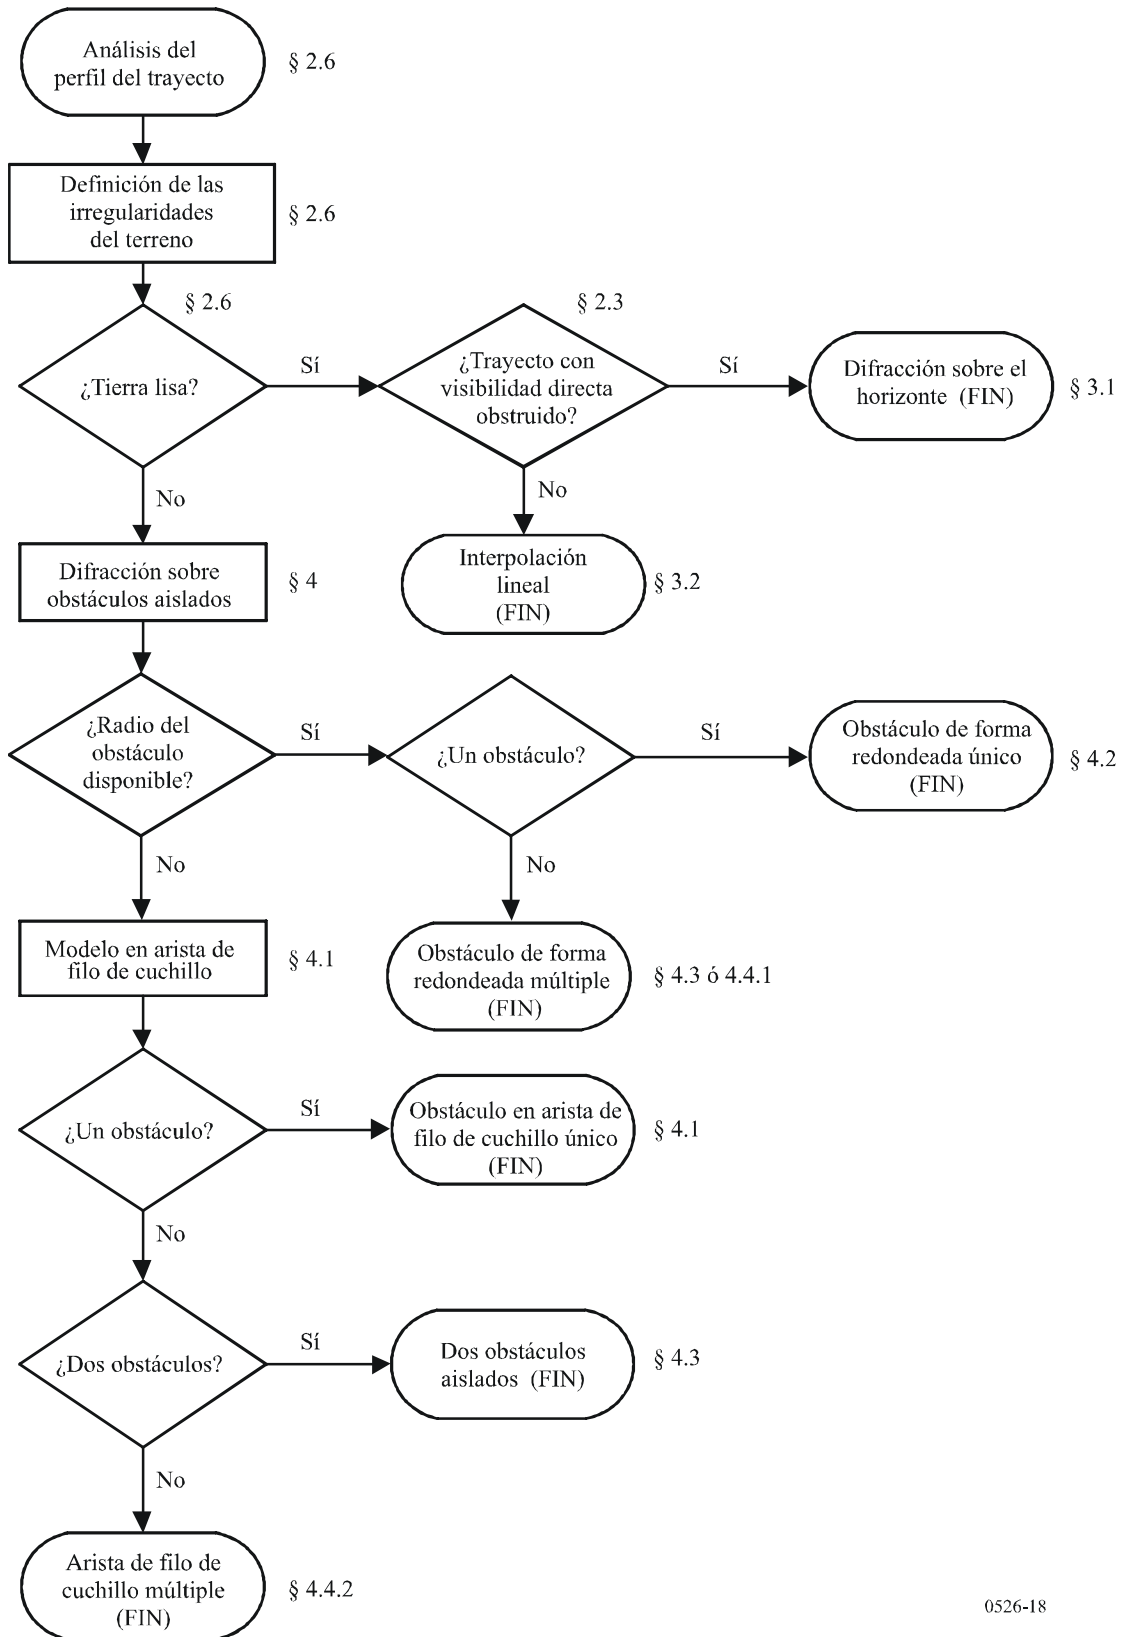 Análisis del
perfil del trayecto
§ 2.6
Definición de las
irregularidades
del terreno
§ 2.6
§ 2.6
¿Tierra lisa?
Sí
§ 2.3
¿Trayecto con
visibilidad directa
obstruido?
Sí
Difracción sobre el
horizonte (FIN)
§ 3.1
No
No
Interpolación
lineal
(FIN)
§ 3.2
Difracción sobre
obstáculos aislados
§ 4
¿Radio del
obstáculo
disponible?
Sí
¿Un obstáculo?
Sí
Obstáculo de forma
redondeada único
(FIN)
§ 4.2
No
No
Modelo en arista de
filo de cuchillo
§ 4.1
Obstáculo de forma
redondeada múltiple
(FIN)
§ 4.3 ó 4.4.1
¿Un obstáculo?
Sí
Obstáculo en arista de
filo de cuchillo único
(FIN)
§ 4.1
No
¿Dos obstáculos?
Sí
Dos obstáculos
aislados (FIN)
§ 4.3
No
Arista de filo de
cuchillo múltiple
(FIN)
§ 4.4.2
0526-18